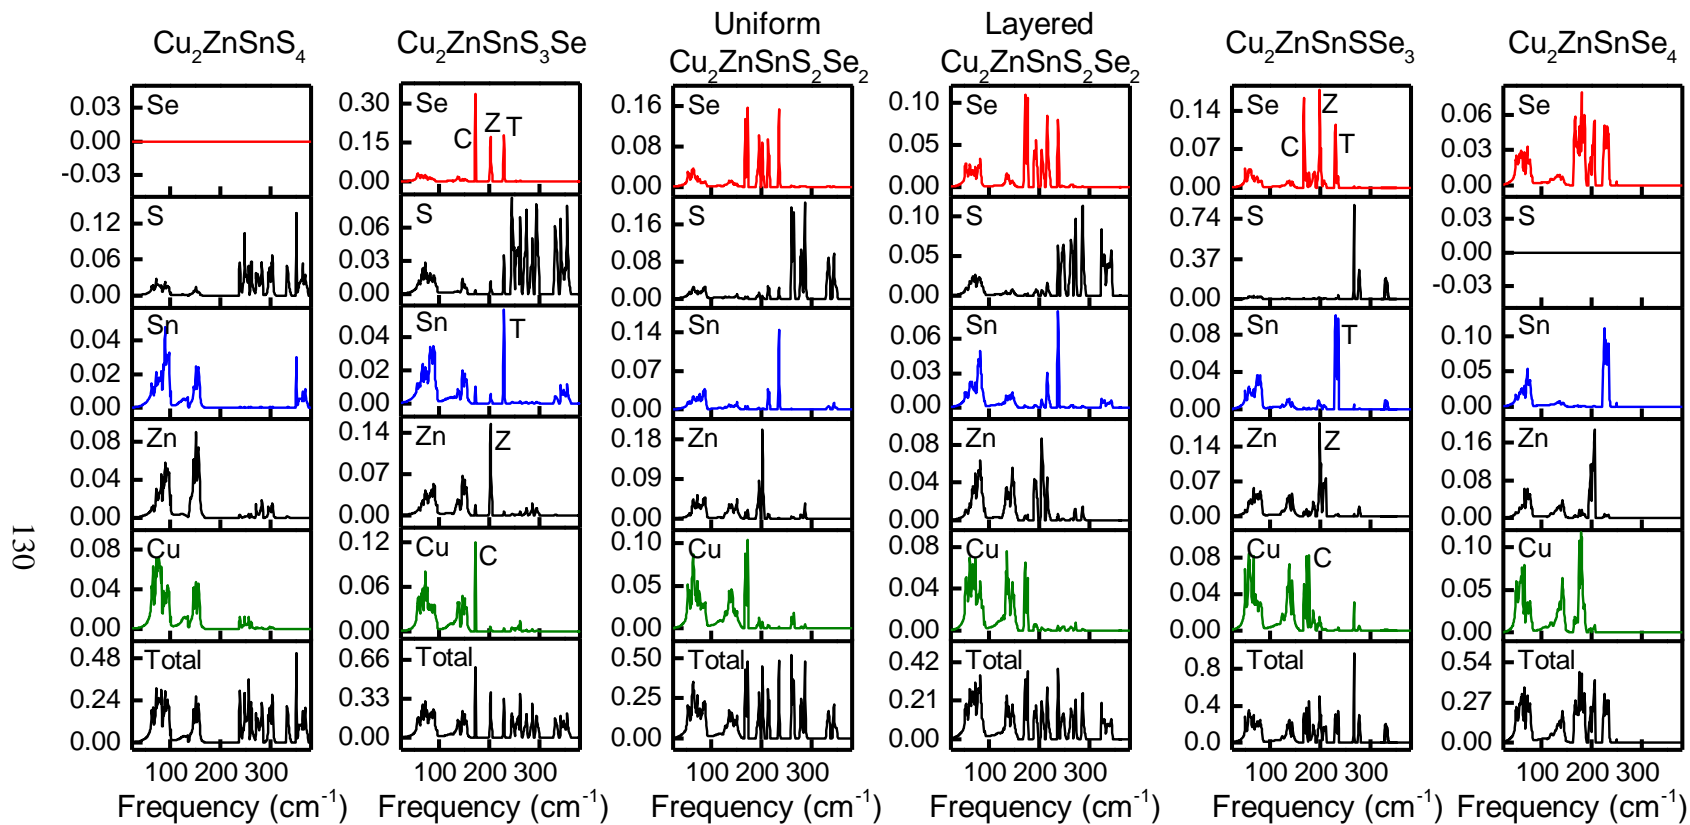 Cu2ZnSnS4
Cu2ZnSnS3Se
Uniform
Cu2ZnSnS2Se2
Layered
Cu2ZnSnS2Se2
Cu2ZnSnSSe3
Cu2ZnSnSe4
0.03 0.00 -0.03 Se
0.30 0.15 0.00 Se C Z T
0.16 0.08 0.00 Se
0.10 0.05 0.00 Se
0.14 0.07 0.00 Se C Z T
0.06 0.03 0.00 Se
0.12 0.06 0.00 S
0.06 0.03 0.00 S
0.16 0.08 0.00 S
0.10 0.05 0.00 S
0.74 0.37 0.00 S
0.03 0.00 -0.03 S
0.04 0.02 0.00 Sn
0.04 0.00 Sn T
0.14 0.07 0.00 Sn
0.06 0.03 0.00 Sn
0.08 0.04 0.00 Sn T
0.10 0.05 0.00 Sn
0.08 0.04 0.00 Zn
0.14 0.07 0.00 Zn Z
0.18 0.09 0.00 Zn
0.08 0.04 0.00 Zn
0.14 0.07 0.00 Zn Z
0.16 0.08 0.00 Zn
0.08 0.04 0.00 Cu
0.12 0.06 0.00 Cu C
0.10 0.05 0.00 Cu
0.08 0.04 0.00 Cu
0.08 0.04 0.00 Cu C
0.10 0.05 0.00 Cu
0.48 0.24 0.00 Total
0.66 0.33 0.00 Total
0.50 0.25 0.00 Total
0.42 0.21 0.00 Total
0.8 0.4 0.0 Total
0.54 0.27 0.00 Total
100 200 300
100 200 300
100 200 300
100 200 300
100 200 300
100 200 300
Frequency (cm-1)
Frequency (cm-1)
Frequency (cm-1)
Frequency (cm-1)
Frequency (cm-1)
Frequency (cm-1)
130